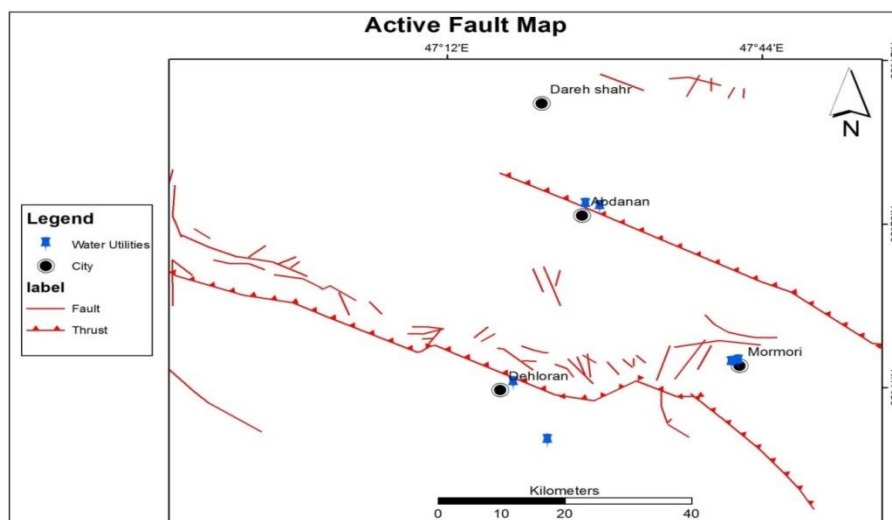 Active Fault Map
47°12'E
47°44'E
Dareh shahr
N
Abdanan
Legend
Water Utilities
City
label
Fault
Thrust
Mormori
Dehloran
Kilometers
0 10 20 40